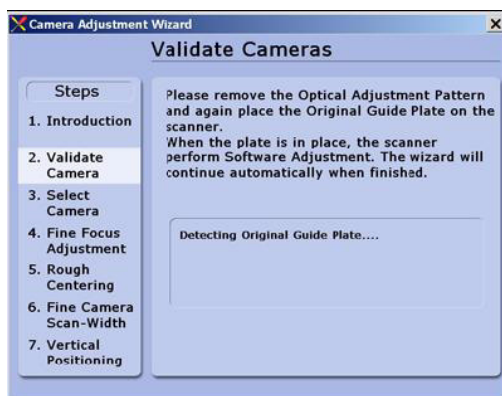 Camera Adjustment Wizard
Validate Cameras
Steps
1. Introduction
2. Validate
Camera
3. Select
Camera
4. Fine Focus
Adjustment
5. Rough
Centering
6. Fine Camera
Scan-Width
7. Vertical
Positioning
Please remove the Optical Adjustment Pattern
and again place the Original Guide Plate on the
scanner.
When the plate is in place, the scanner
perform Software Adjustment. The wizard will
continue automatically when finished.
Detecting Original Guide Plate....